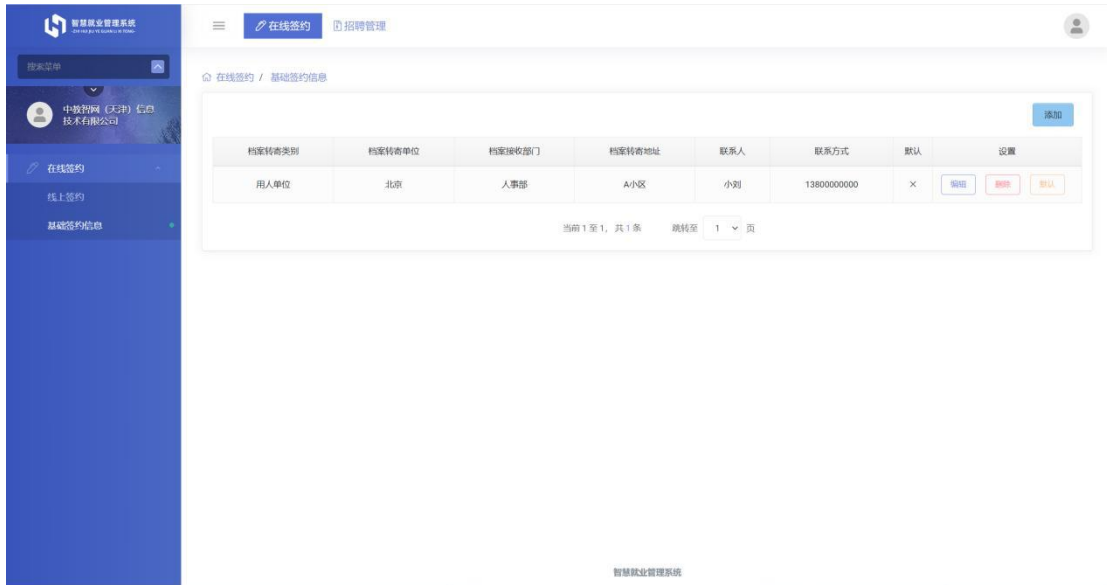 智慧就业管理系统
在线签约
招聘管理
搜索菜单
中教智网（天津）信息
技术有限公司
在线签约
线上签约
基础签约信息
在线签约 / 基础签约信息
添加
档案转寄类别 档案转寄单位 档案接收部门 档案转寄地址 联系人 联系方式 默认 设置
用人单位 北京 人事部 A小区 小刘 13800000000 × 编辑 删除 默认
当前 1 至 1，共 1 条 跳转至 1 页
智慧就业管理系统